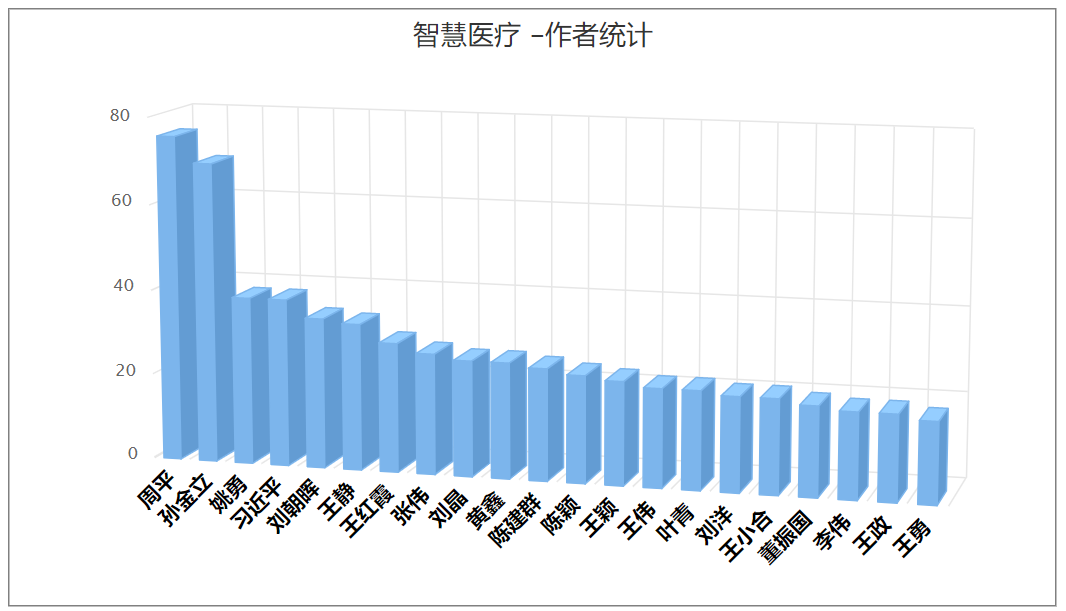 智慧医疗 -作者统计
80
60
40
20
0
周平
孙金立
姚勇
习近平
刘朝晖
王静
王红霞
张伟
刘晶
黄鑫
陈建群
陈颖
王颖
王伟
叶青
刘洋
王小合
董振国
李伟
王政
王勇